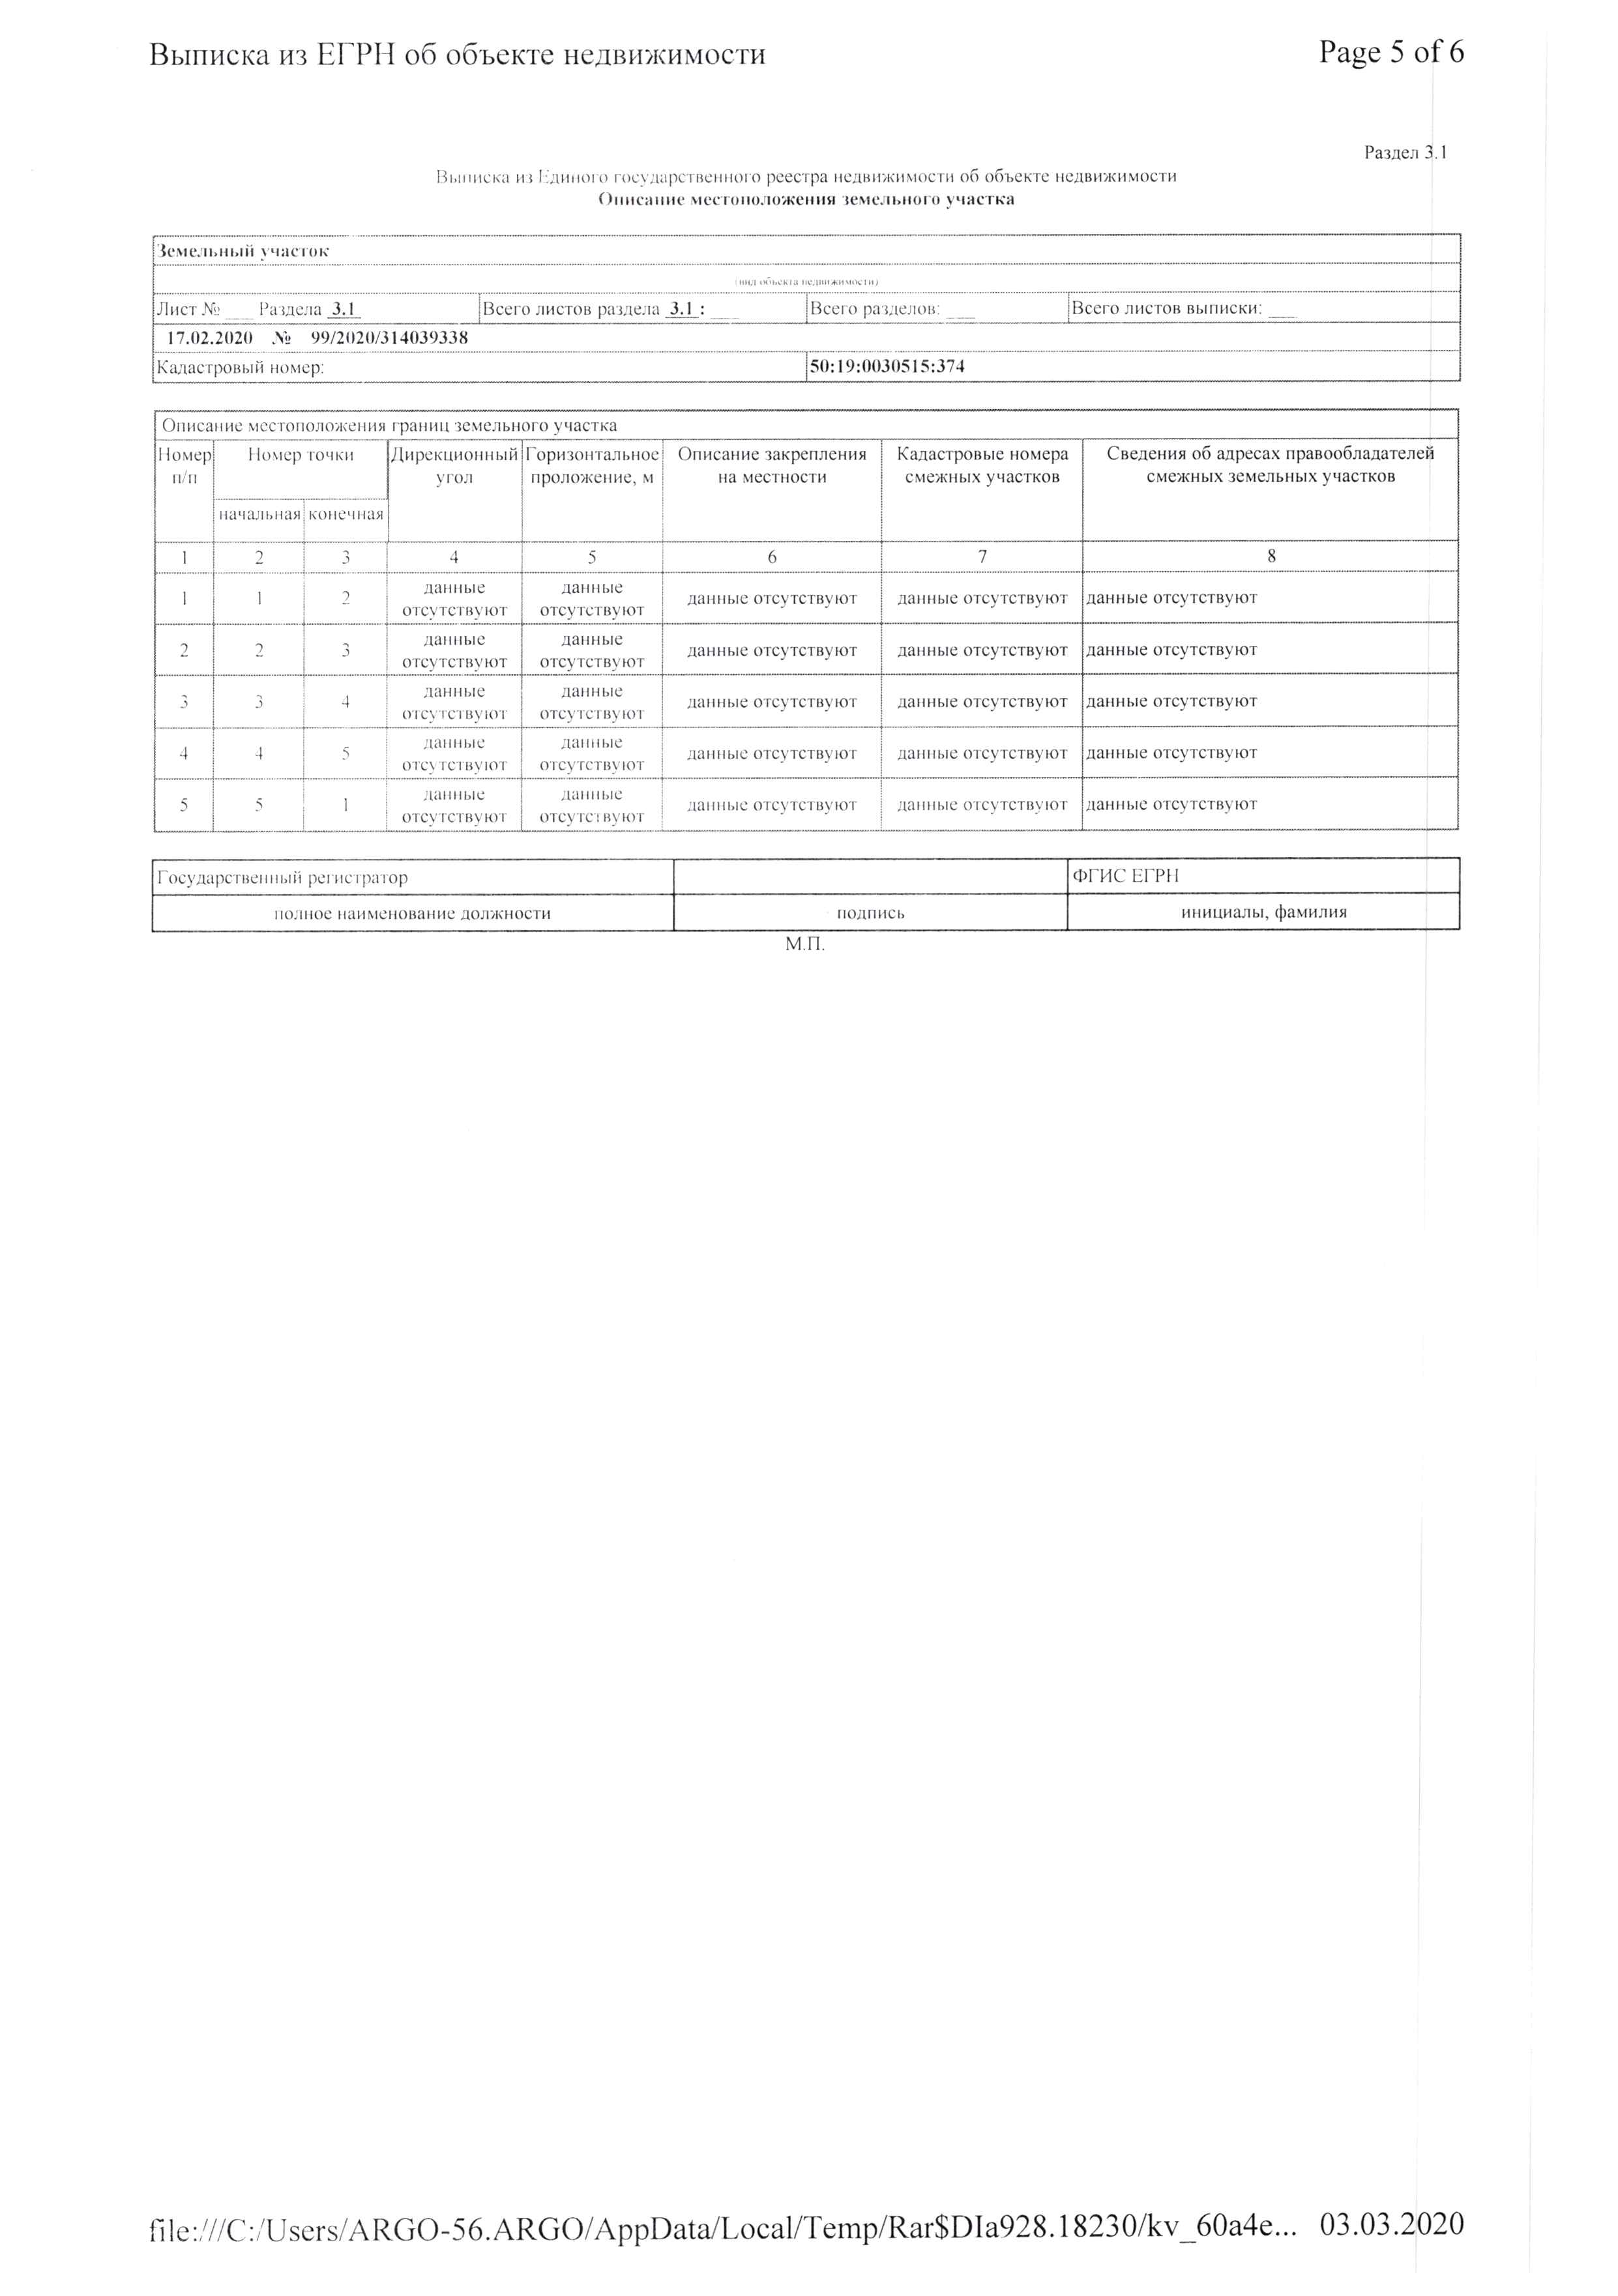 Выписка из ЕГРН об объекте недвижимости Page 5 of 6
Раздел 3.1
Выписка из Единого государственного реестра недвижимости об объекте недвижимости
Описание местоположения земельного участка
Земельный участок
(вид объекта недвижимости)
Лист № ___ Раздела 3.1 Всего листов раздела 3.1 : ___ Всего разделов: ___ Всего листов выписки: ___
17.02.2020 № 99/2020/314039338
Кадастровый номер: 50:19:0030515:374
Описание местоположения границ земельного участка
Номер Номер точки Дирекционный Горизонтальное Описание закрепления Кадастровые номера Сведения об адресах правообладателей
п/п угол проложение, м на местности смежных участков смежных земельных участков
начальная конечная
1 2 3 4 5 6 7 8
данные данные
1 1 2 данные отсутствуют данные отсутствуют данные отсутствуют
отсутствуют отсутствуют
данные данные
2 2 3 данные отсутствуют данные отсутствуют данные отсутствуют
отсутствуют отсутствуют
данные данные
3 3 4 данные отсутствуют данные отсутствуют данные отсутствуют
отсутствуют отсутствуют
данные данные
4 4 5 данные отсутствуют данные отсутствуют данные отсутствуют
отсутствуют отсутствуют
данные данные
5 5 1 данные отсутствуют данные отсутствуют данные отсутствуют
отсутствуют отсутствуют
Государственный регистратор ФГИС ЕГРН
полное наименование должности подпись инициалы, фамилия
М.П.
file:///C:/Users/ARGO-56.ARGO/AppData/Local/Temp/Rar$DIa928.18230/kv_60a4e... 03.03.2020